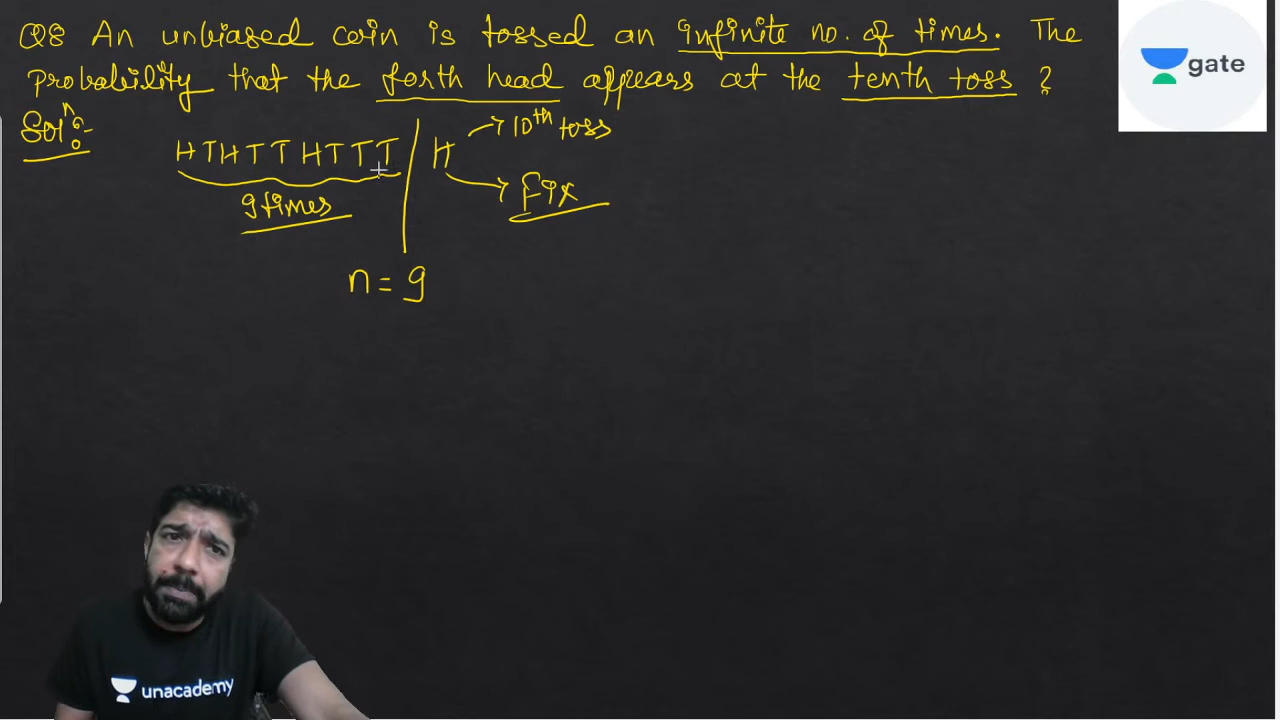 Q8 An unbiased coin is tossed an infinite no. of times. The
probability that the forth head appears at the tenth toss ?
Solⁿ:-
HTHTTHTTT | H → 10th toss
→ Fix
9 times
n = 9
gate
unacademy